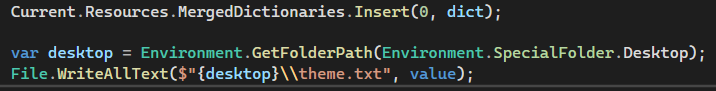 Current.Resources.MergedDictionaries.Insert(0, dict);
var desktop = Environment.GetFolderPath(Environment.SpecialFolder.Desktop);
File.WriteAllText($"{desktop}\\theme.txt", value);